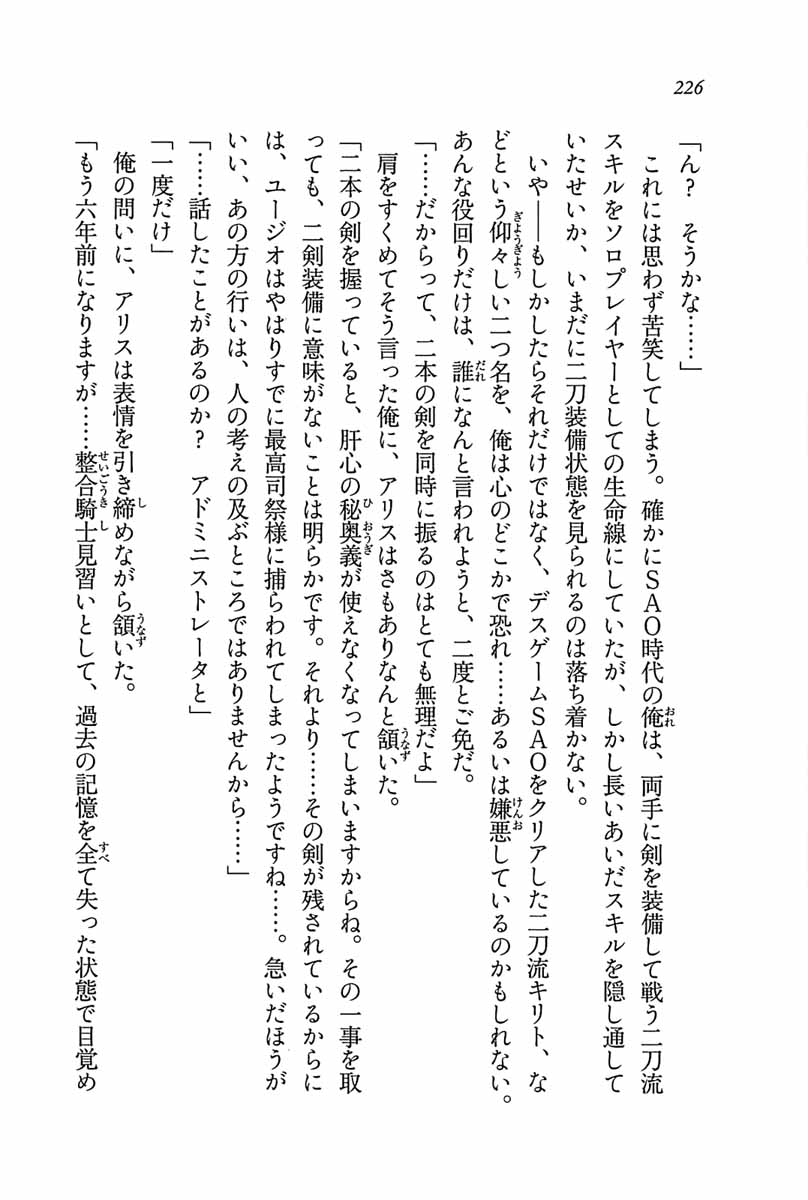 226
「ん？　そうかな……」
　これには思わず苦笑してしまう。確かにＳＡＯ時代の俺は、両手に剣を装備して戦う二刀流
スキルをソロプレイヤーとしての生命線にしていたが、しかし長いあいだスキルを隠し通して
いたせいか、いまだに二刀装備状態を見られるのは落ち着かない。
　いや――もしかしたらそれだけではなく、デスゲームＳＡＯをクリアした二刀流キリト、な
どという仰々しい二つ名を、俺は心のどこかで恐れ……あるいは嫌悪しているのかもしれない。
あんな役回りだけは、誰になんと言われようと、二度とご免だ。
「……だからって、二本の剣を同時に振るのはとても無理だよ」
　肩をすくめてそう言った俺に、アリスはさもありなんと頷いた。
「二本の剣を握っていると、肝心の秘奥義が使えなくなってしまいますからね。その一事を取
っても、二剣装備に意味がないことは明らかです。それより……その剣が残されているからに
は、ユージオはやはりすでに最高司祭様に捕らわれてしまったようですね……。急いだほうが
いい、あの方の行いは、人の考えの及ぶところではありませんから……」
「……話したことがあるのか？　アドミニストレータと」
「一度だけ」
　俺の問いに、アリスは表情を引き締めながら頷いた。
「もう六年前になりますが……整合騎士見習いとして、過去の記憶を全て失った状態で目覚め